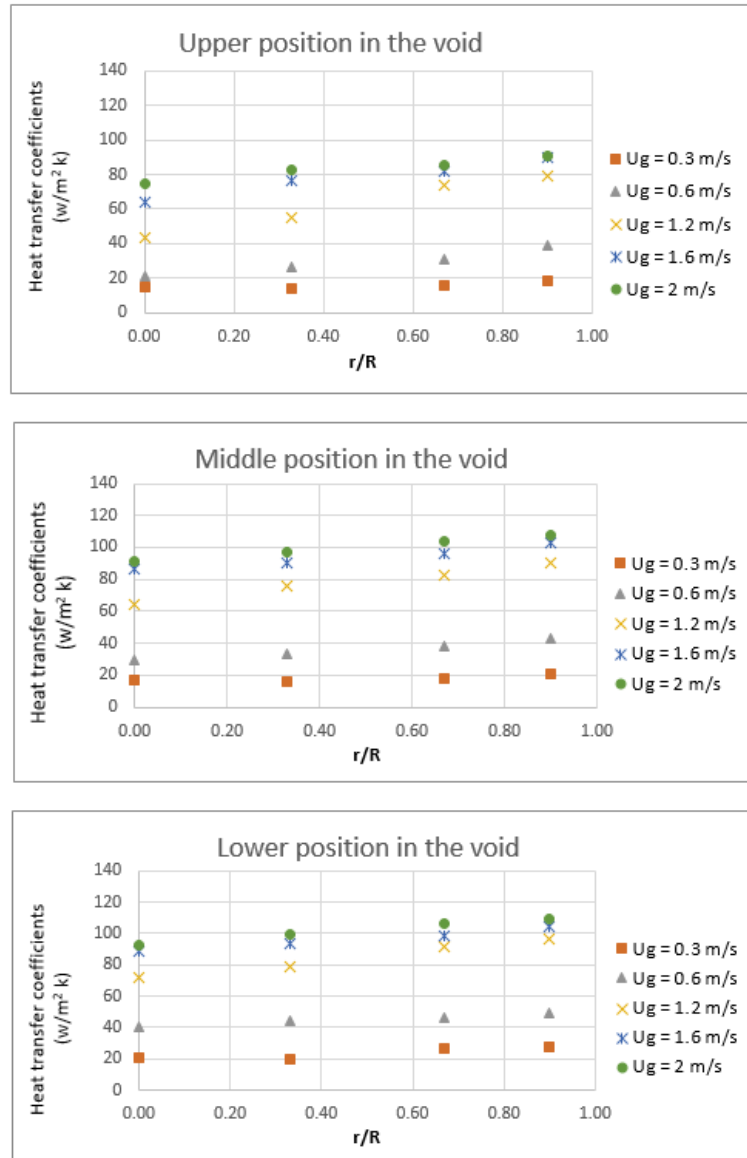 Upper position in the void
Heat transfer coefficients
(w/m² k)
140
120
100
80
60
40
20
0
0.00 0.20 0.40 0.60 0.80 1.00
r/R
Ug = 0.3 m/s
Ug = 0.6 m/s
Ug = 1.2 m/s
Ug = 1.6 m/s
Ug = 2 m/s
Middle position in the void
Heat transfer coefficients
(w/m² k)
140
120
100
80
60
40
20
0
0.00 0.20 0.40 0.60 0.80 1.00
r/R
Ug = 0.3 m/s
Ug = 0.6 m/s
Ug = 1.2 m/s
Ug = 1.6 m/s
Ug = 2 m/s
Lower position in the void
Heat transfer coefficients
(w/m² k)
140
120
100
80
60
40
20
0
0.00 0.20 0.40 0.60 0.80 1.00
r/R
Ug = 0.3 m/s
Ug = 0.6 m/s
Ug = 1.2 m/s
Ug = 1.6 m/s
Ug = 2 m/s